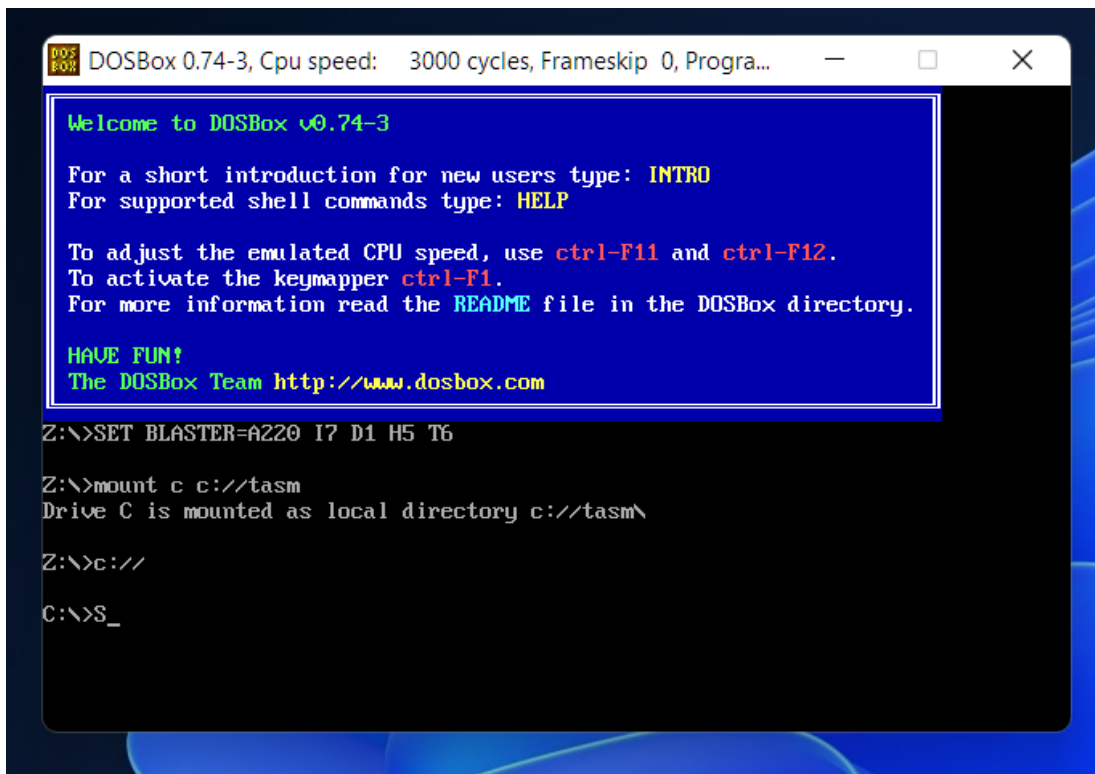 DOS BOX DOSBox 0.74-3, Cpu speed: 3000 cycles, Frameskip 0, Progra...
Welcome to DOSBox v0.74-3
For a short introduction for new users type: INTRO
For supported shell commands type: HELP
To adjust the emulated CPU speed, use ctrl-F11 and ctrl-F12.
To activate the keymapper ctrl-F1.
For more information read the README file in the DOSBox directory.
HAVE FUN!
The DOSBox Team http://www.dosbox.com
Z:\>SET BLASTER=A220 I7 D1 H5 T6
Z:\>mount c c://tasm
Drive C is mounted as local directory c://tasm\
Z:\>c://
C:\>S_